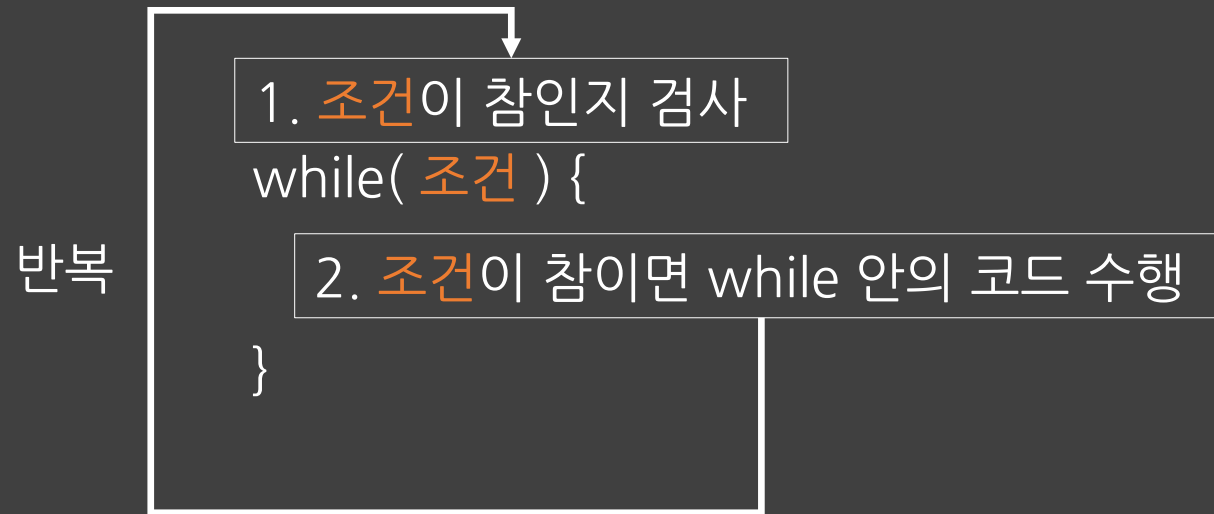 1. 조건이 참인지 검사
while( 조건 ) {
반복
2. 조건이 참이면 while 안의 코드 수행
}